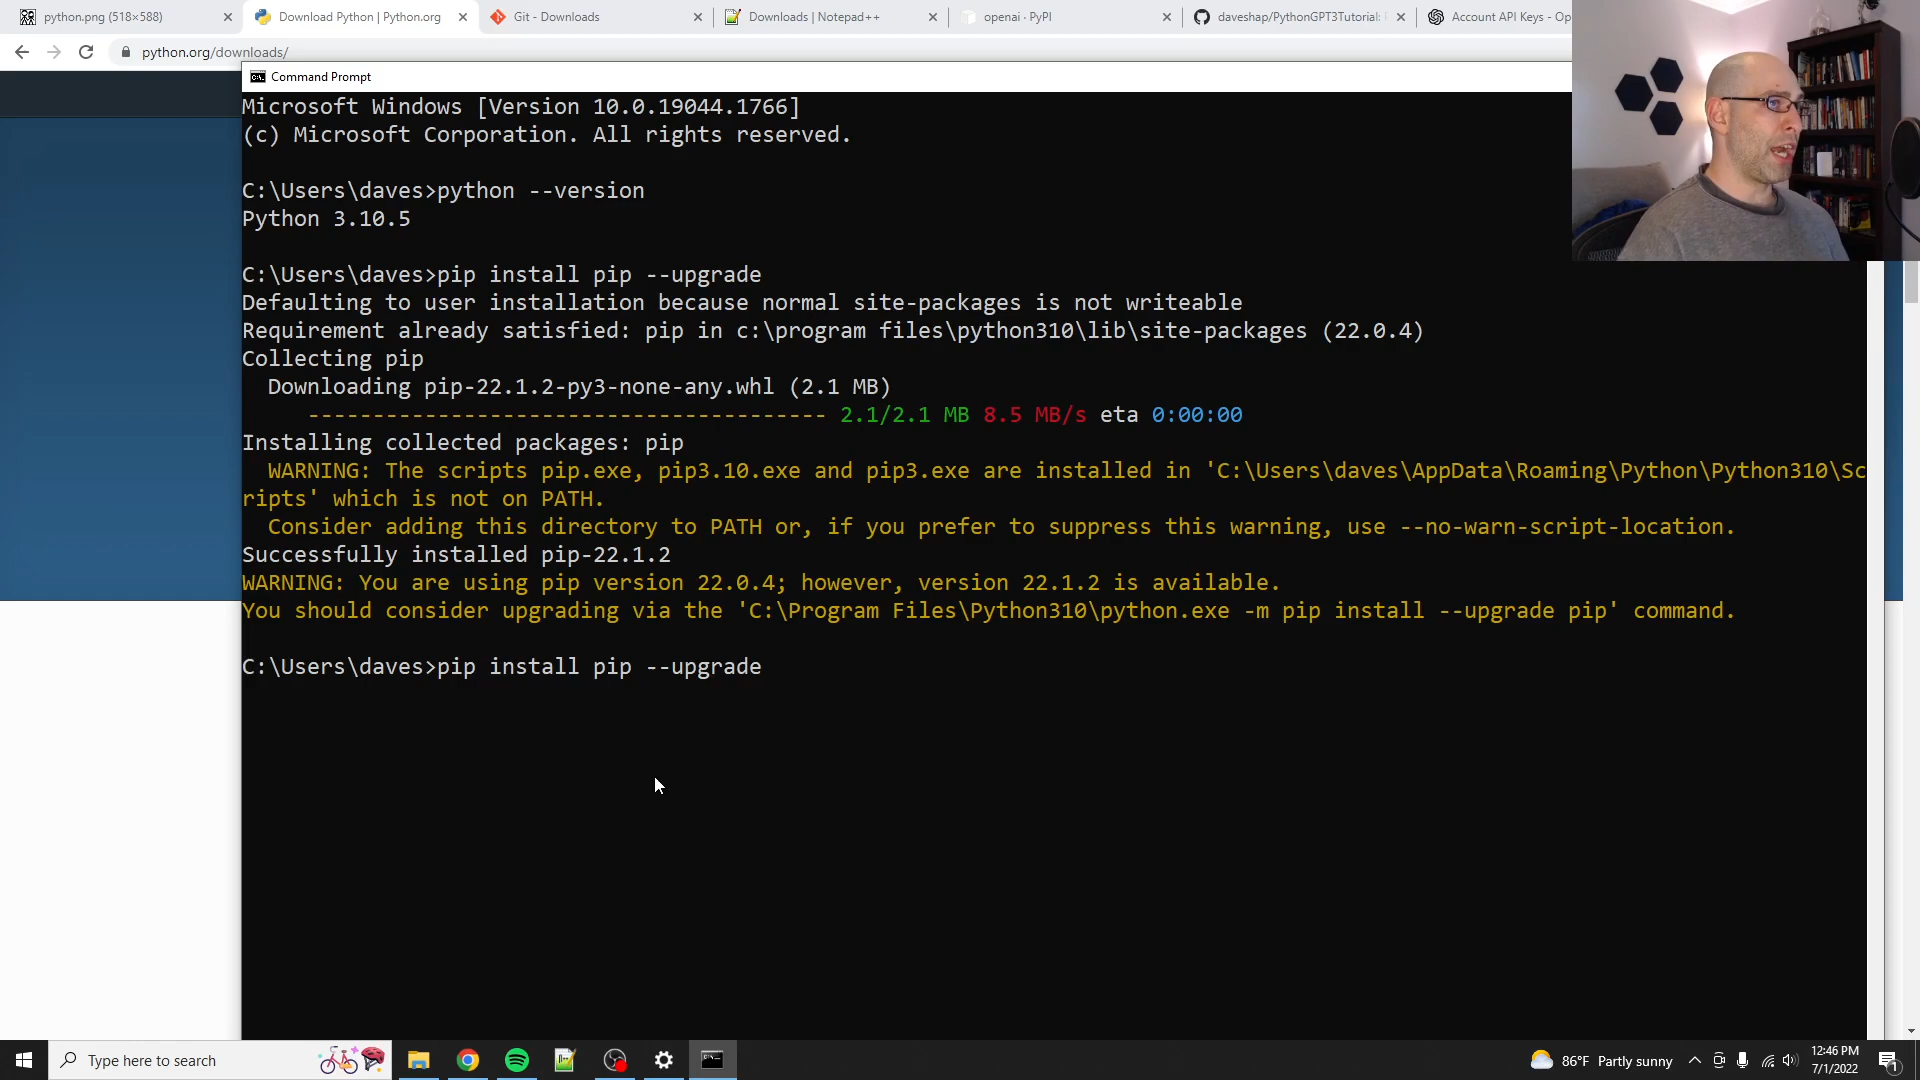 python.png (518×588)
Download Python | Python.org
Git - Downloads
Downloads | Notepad++
openai · PyPI
daveshap/PythonGPT3Tutorial:
Account API Keys - Op
python.org/downloads/
Command Prompt
Microsoft Windows [Version 10.0.19044.1766]
(c) Microsoft Corporation. All rights reserved.
C:\Users\daves>python --version
Python 3.10.5
C:\Users\daves>pip install pip --upgrade
Defaulting to user installation because normal site-packages is not writeable
Requirement already satisfied: pip in c:\program files\python310\lib\site-packages (22.0.4)
Collecting pip
Downloading pip-22.1.2-py3-none-any.whl (2.1 MB)
---------------------------------------- 2.1/2.1 MB 8.5 MB/s eta 0:00:00
Installing collected packages: pip
WARNING: The scripts pip.exe, pip3.10.exe and pip3.exe are installed in 'C:\Users\daves\AppData\Roaming\Python\Python310\Sc
ripts' which is not on PATH.
Consider adding this directory to PATH or, if you prefer to suppress this warning, use --no-warn-script-location.
Successfully installed pip-22.1.2
WARNING: You are using pip version 22.0.4; however, version 22.1.2 is available.
You should consider upgrading via the 'C:\Program Files\Python310\python.exe -m pip install --upgrade pip' command.
C:\Users\daves>pip install pip --upgrade
Type here to search
86°F Partly sunny
12:46 PM
7/1/2022
1